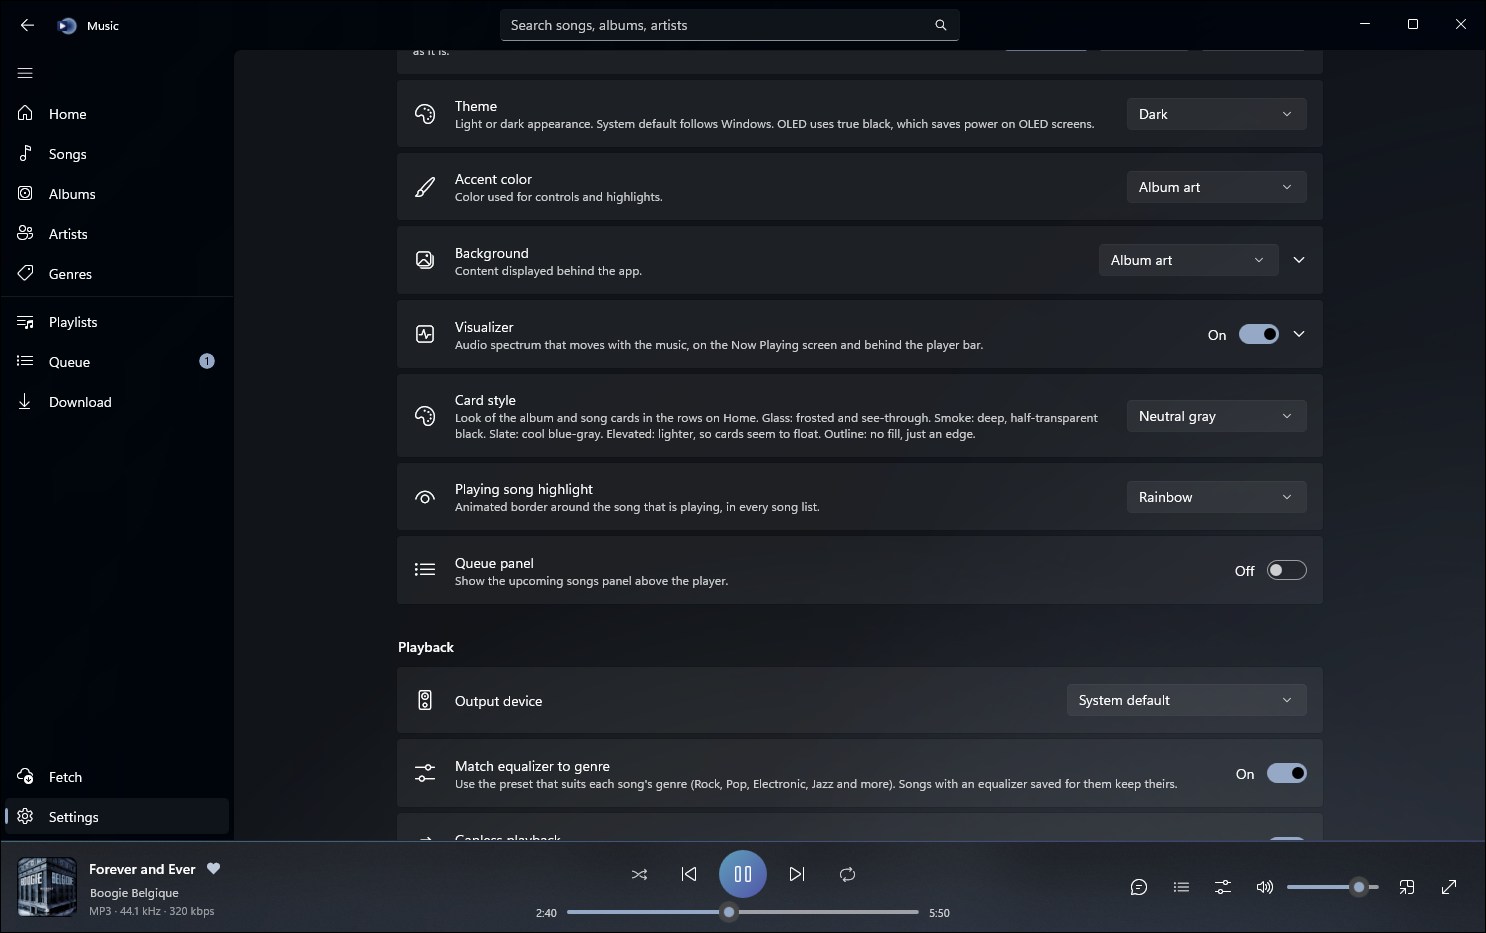 Music
Search songs, albums, artists
as it is.
Home
Songs
Albums
Artists
Genres
Playlists
Queue
1
Download
Fetch
Settings
Theme
Light or dark appearance. System default follows Windows. OLED uses true black, which saves power on OLED screens.
Dark
Accent color
Color used for controls and highlights.
Album art
Background
Content displayed behind the app.
Album art
Visualizer
Audio spectrum that moves with the music, on the Now Playing screen and behind the player bar.
On
Card style
Look of the album and song cards in the rows on Home. Glass: frosted and see-through. Smoke: deep, half-transparent
black. Slate: cool blue-gray. Elevated: lighter, so cards seem to float. Outline: no fill, just an edge.
Neutral gray
Playing song highlight
Animated border around the song that is playing, in every song list.
Rainbow
Queue panel
Show the upcoming songs panel above the player.
Off
Playback
Output device
System default
Match equalizer to genre
Use the preset that suits each song's genre (Rock, Pop, Electronic, Jazz and more). Songs with an equalizer saved for them keep theirs.
On
Gapless playback
BOOGIE BELGIQUE
Forever and Ever
Boogie Belgique
MP3 · 44.1 kHz · 320 kbps
2:40
5:50